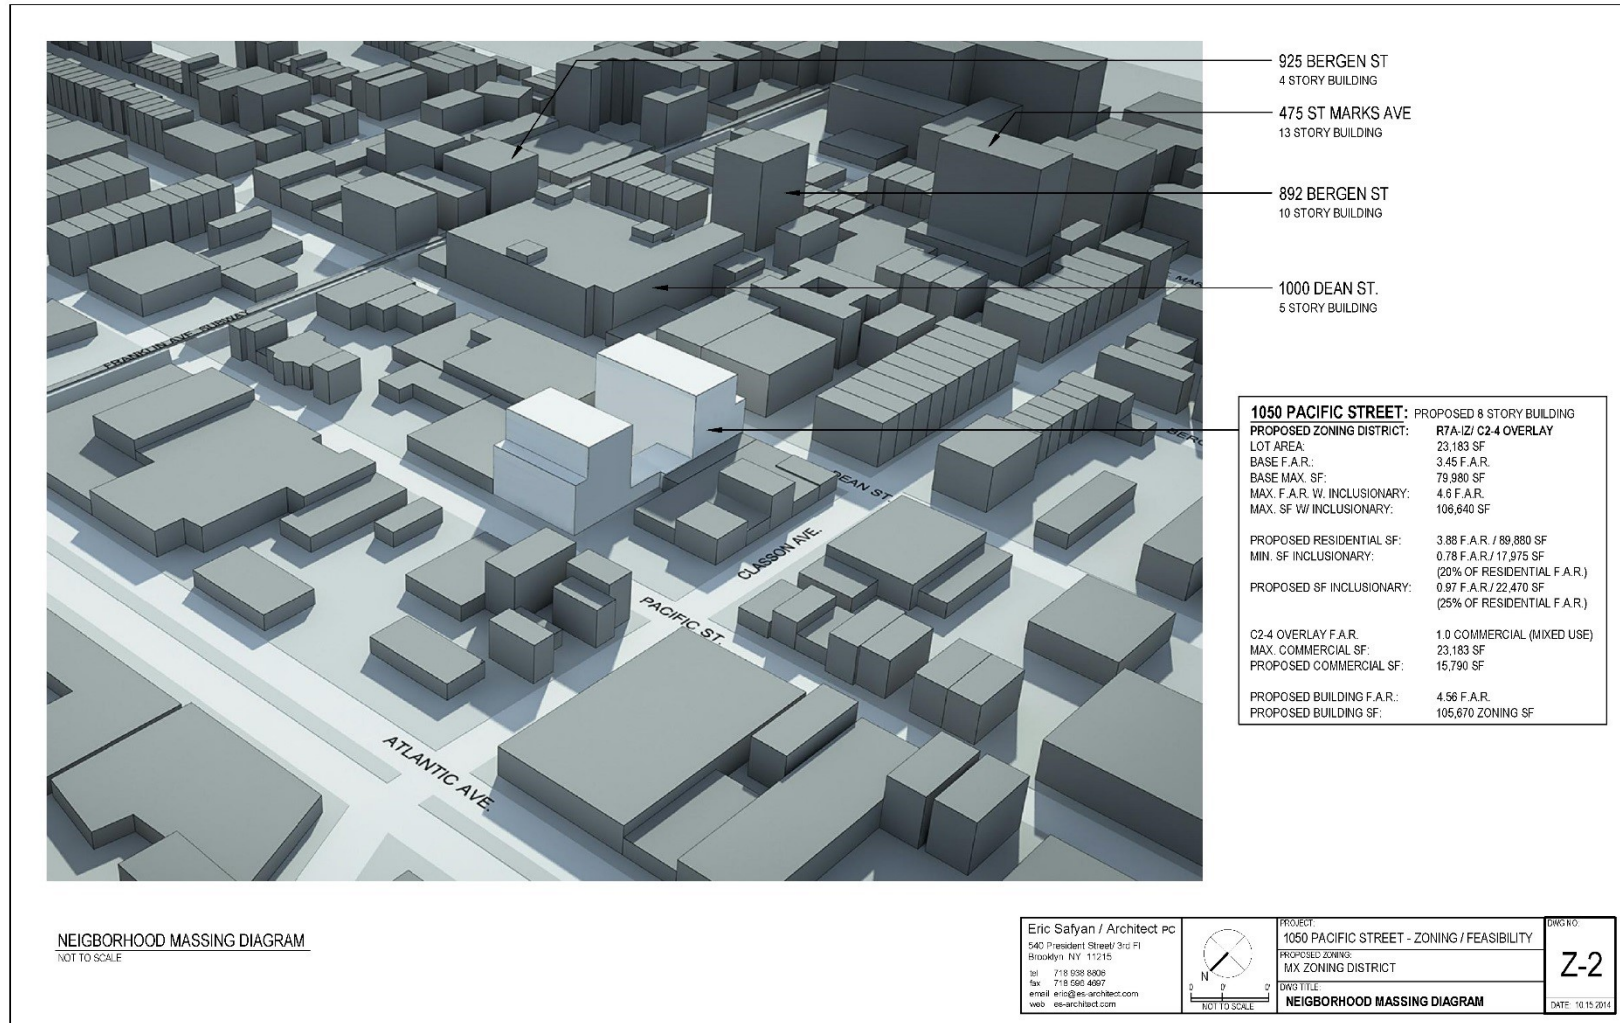 925 BERGEN ST
4 STORY BUILDING
475 ST MARKS AVE
13 STORY BUILDING
892 BERGEN ST
10 STORY BUILDING
1000 DEAN ST.
5 STORY BUILDING
FRANKLIN AVE. SUBWAY
DEAN ST.
CLASSON AVE.
PACIFIC ST.
ATLANTIC AVE.
1050 PACIFIC STREET: PROPOSED 8 STORY BUILDING
PROPOSED ZONING DISTRICT: R7A-IZ/ C2-4 OVERLAY
LOT AREA: 23,183 SF
BASE F.A.R.: 3.45 F.A.R.
BASE MAX. SF: 79,980 SF
MAX. F.A.R. W. INCLUSIONARY: 4.6 F.A.R.
MAX. SF W/ INCLUSIONARY: 106,640 SF
PROPOSED RESIDENTIAL SF: 3.88 F.A.R. / 89,880 SF
MIN. SF INCLUSIONARY: 0.78 F.A.R./ 17,975 SF
(20% OF RESIDENTIAL F.A.R.)
PROPOSED SF INCLUSIONARY: 0.97 F.A.R./ 22,470 SF
(25% OF RESIDENTIAL F.A.R.)
C2-4 OVERLAY F.A.R. 1.0 COMMERCIAL (MIXED USE)
MAX. COMMERCIAL SF: 23,183 SF
PROPOSED COMMERCIAL SF: 15,790 SF
PROPOSED BUILDING F.A.R.: 4.56 F.A.R.
PROPOSED BUILDING SF: 105,670 ZONING SF
NEIGBORHOOD MASSING DIAGRAM
NOT TO SCALE
Eric Safyan / Architect PC
540 President Street/ 3rd Fl
Brooklyn NY 11215
tel 718 938 8806
fax 718 596 4697
email eric@es-architect.com
web es-architect.com
N
0 0' 0'
NOT TO SCALE
PROJECT:
1050 PACIFIC STREET - ZONING / FEASIBILITY
PROPOSED ZONING:
MX ZONING DISTRICT
DWG TITLE:
NEIGBORHOOD MASSING DIAGRAM
DWG NO:
Z-2
DATE: 10.15.2014